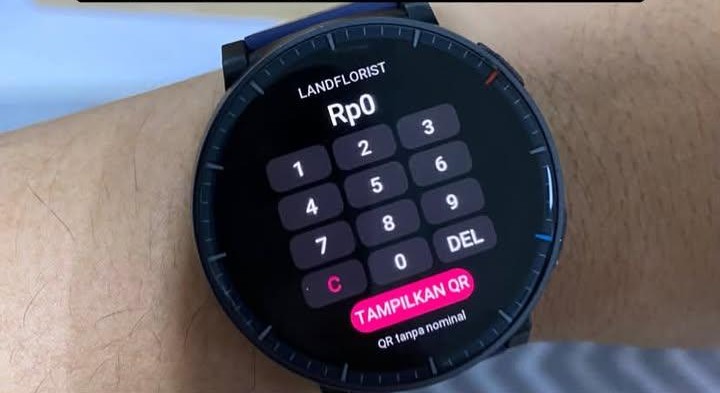 LANDFLORIST
Rp0
1 2 3
4 5 6
7 8 9
C 0 DEL
TAMPILKAN QR
QR tanpa nominal